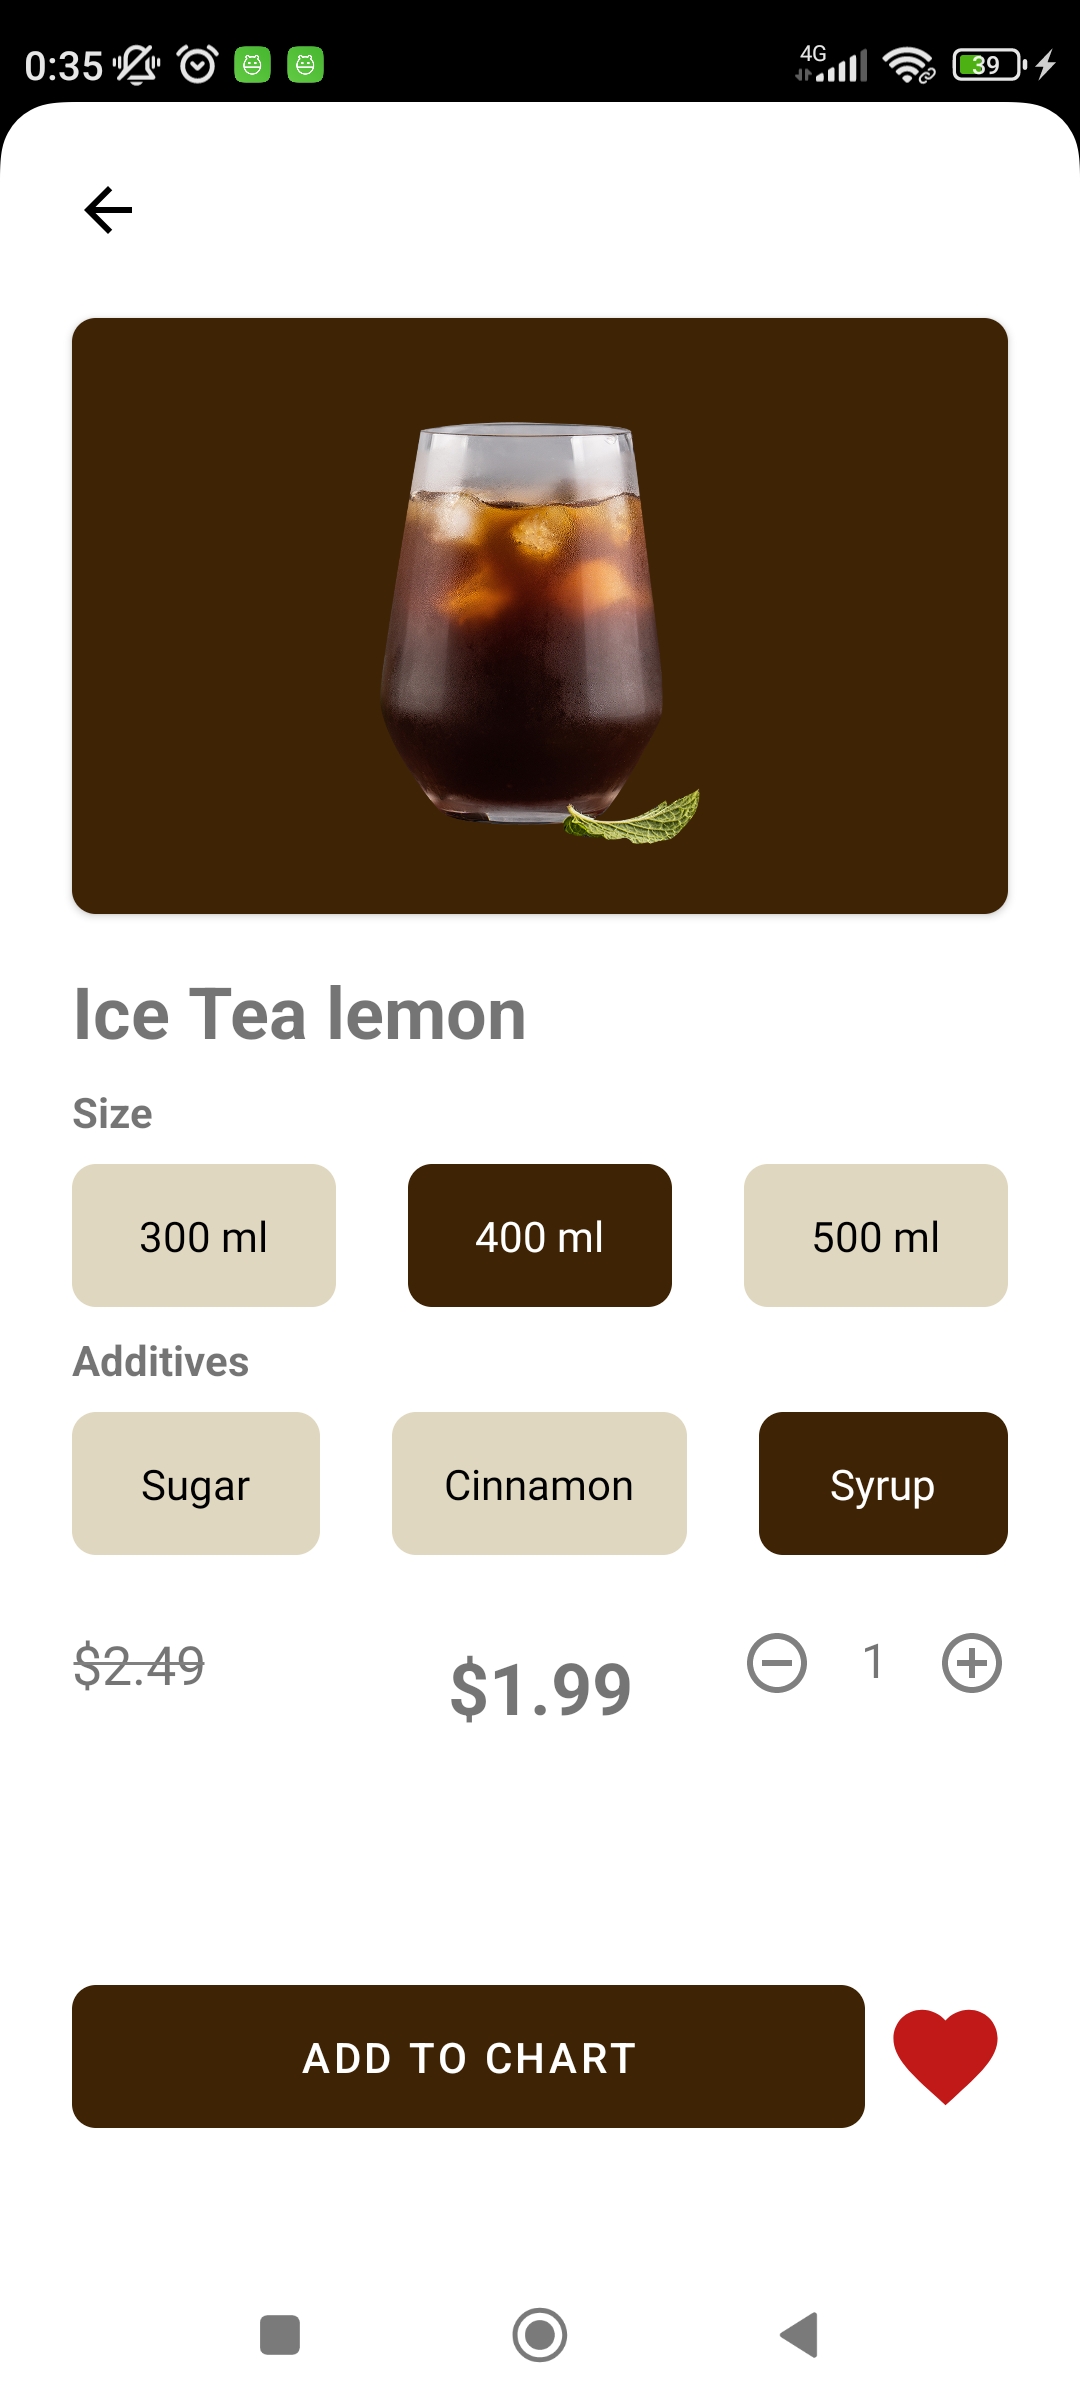 0:35 4G 39
Ice Tea lemon
Size
300 ml 400 ml 500 ml
Additives
Sugar Cinnamon Syrup
$2.49 $1.99 1
ADD TO CHART